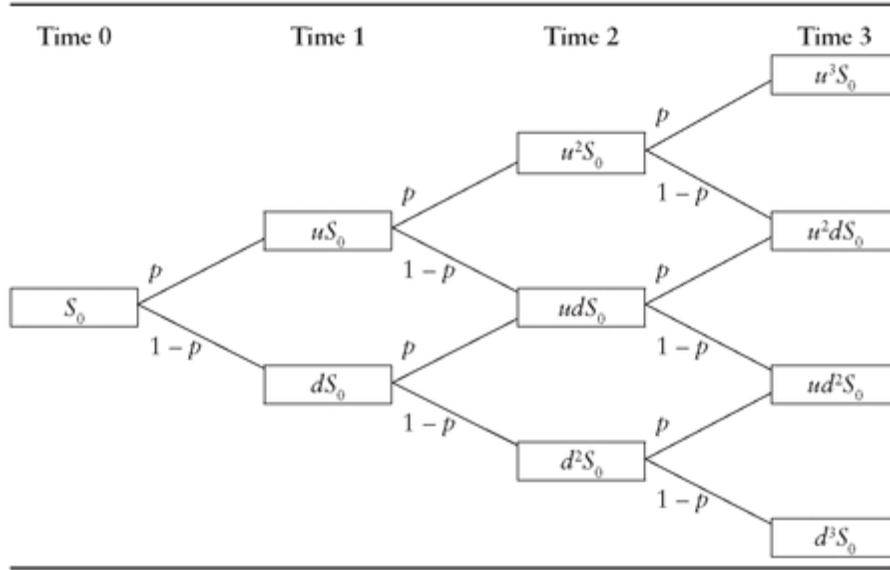 Time 0 Time 1 Time 2 Time 3
u³S₀
p
u²S₀
p 1 – p
uS₀ u²dS₀
p 1 – p p
S₀ udS₀
1 – p p 1 – p
dS₀ ud²S₀
1 – p p
d²S₀
1 – p
d³S₀